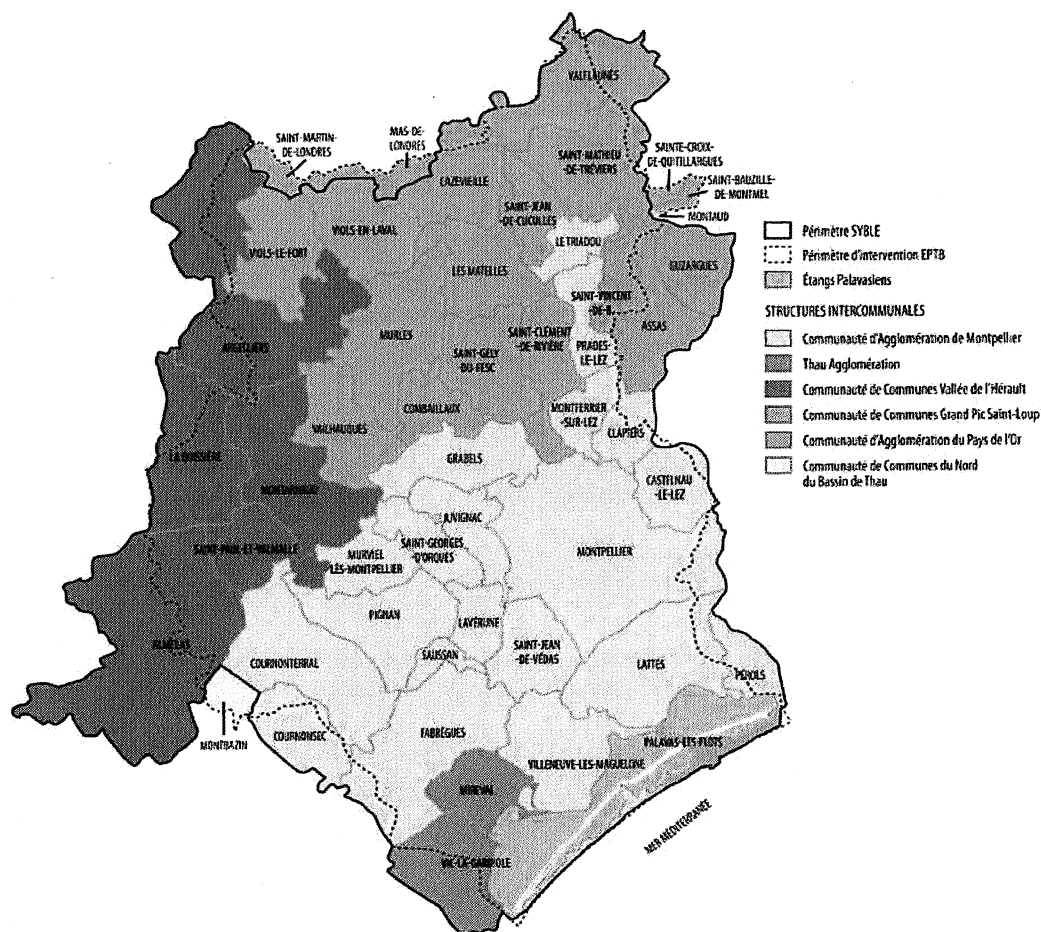 VALFLAUNÈS
SAINT-MARTIN-
DE-LONDRES
MAS-DE-
LONDRES
SAINT-MATHIEU
-DE-TRÉVIERS
SAINTE-CROIX-
DE-QUITILLARGUES
SAINT-BAUZILLE-
DE-MONTMEL
MONTAUD
CAZEVIEILLE
SAINT-JEAN
-DE-CUCULLES
VIOLS-EN-LAVAL
VIOLS-LE-FORT
LE TRIADOU
LES MATELLES
GUZARGUES
SAINT-VINCENT
-DE-B.
ASSAS
ARGELLIERS
MURLES
SAINT-CLÉMENT
-DE-RIVIÈRE
SAINT-GÉLY
-DU-FESC
PRADES
-LE-LEZ
COMBAILLAUX
MONTFERRIER
-SUR-LEZ
CLAPIERS
VAILHAUQUÈS
LA BOISSIÈRE
GRABELS
CASTELNAU
-LE-LEZ
MONTARNAUD
JUVIGNAC
SAINT-PAUL-ET-VALMALLE
MURVIEL
LÈS-MONTPELLIER
SAINT-GEORGES
-D'ORQUES
MONTPELLIER
PIGNAN
LAVÉRUNE
SAINT-JEAN
-DE-VÉDAS
SAUSSAN
COURNONTERRAL
LATTES
PÉROLS
AUMELAS
MONTBAZIN
COURNONSEC
FABRÈGUES
PALAVAS-LES-FLOTS
VILLENEUVE-LES-MAGUELONE
MIREVAL
VIC-LA-GARDIOLE
MER MÉDITERRANÉE
Périmètre SYBLE
Périmètre d'intervention EPTB
Étangs Palavasiens
STRUCTURES INTERCOMMUNALES
Communauté d'Agglomération de Montpellier
Thau Agglomération
Communauté de Communes Vallée de l'Hérault
Communauté de Communes Grand Pic Saint-Loup
Communauté d'Agglomération du Pays de l'Or
Communauté de Communes du Nord
du Bassin de Thau